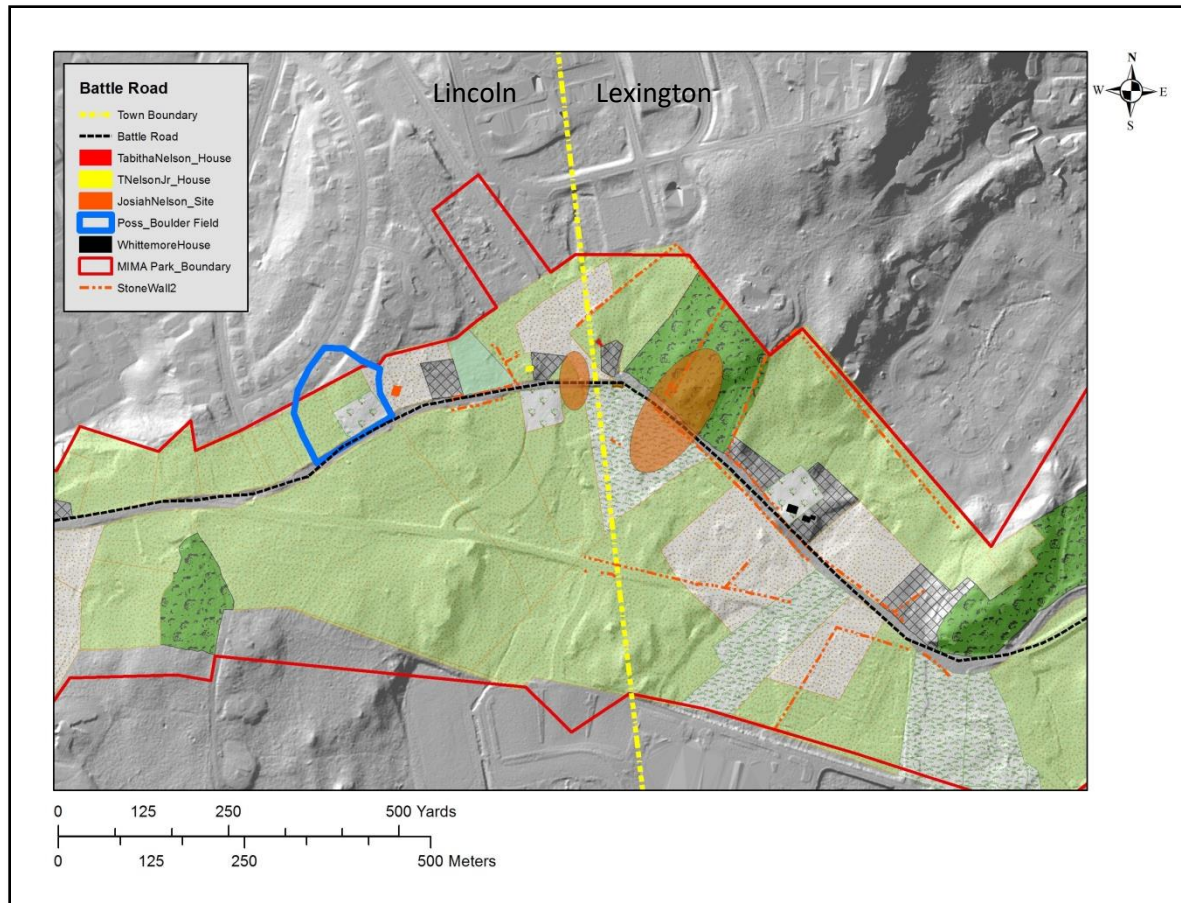 Lincoln Lexington
N
W E
S
Battle Road
Town Boundary
Battle Road
TabithaNelson_House
TNelsonJr_House
JosiahNelson_Site
Poss_Boulder Field
WhittemoreHouse
MIMA Park_Boundary
StoneWall2
0 125 250 500 Yards
0 125 250 500 Meters